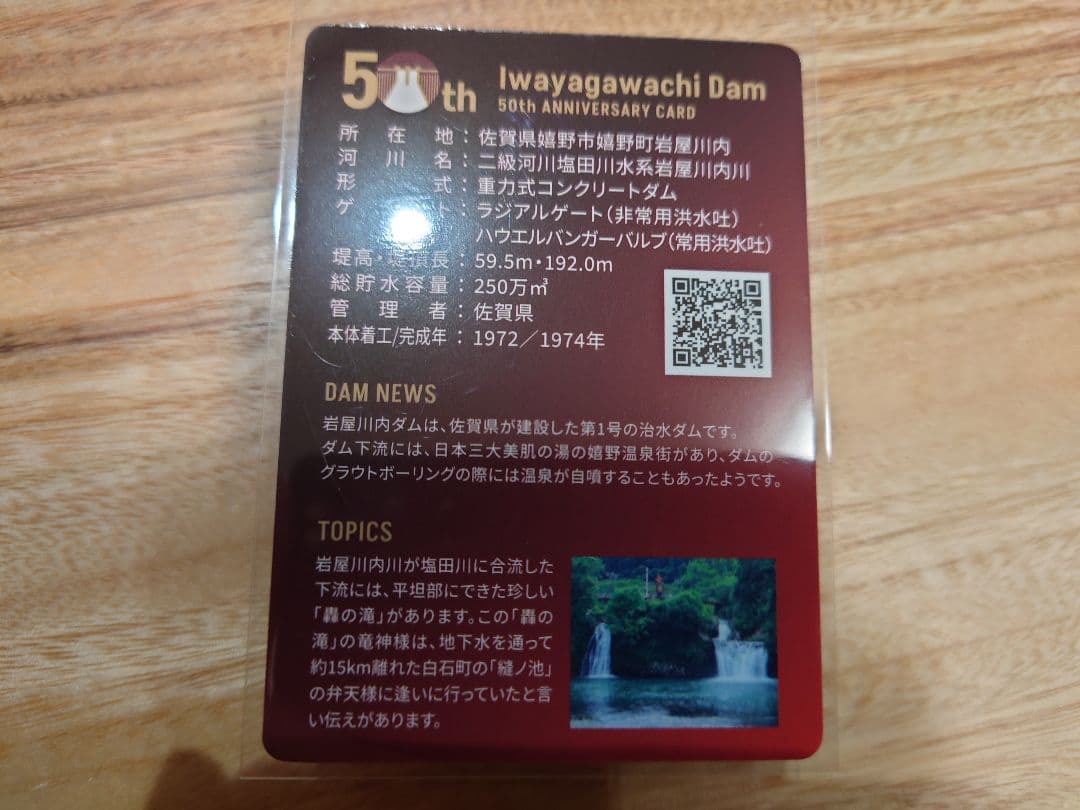 50th
Iwayagawachi Dam
50th ANNIVERSARY CARD
所在地：佐賀県嬉野市嬉野町岩屋川内
河川名：二級河川塩田川水系岩屋川内川
形式：重力式コンクリートダム
ゲート：ラジアルゲート（非常用洪水吐）
ハウエルバンガーバルブ（常用洪水吐）
堤高・堤頂長：59.5m・192.0m
総貯水容量：250万㎥
管理者：佐賀県
本体着工/完成年：1972／1974年
DAM NEWS
岩屋川内ダムは、佐賀県が建設した第1号の治水ダムです。
ダム下流には、日本三大美肌の湯の嬉野温泉街があり、ダムの
グラウトボーリングの際には温泉が自噴することもあったようです。
TOPICS
岩屋川内川が塩田川に合流した
下流には、平坦部にできた珍しい
「轟の滝」があります。この「轟の
滝」の竜神様は、地下水を通って
約15km離れた白石町の「縫ノ池」
の弁天様に逢いに行っていたと言
い伝えがあります。